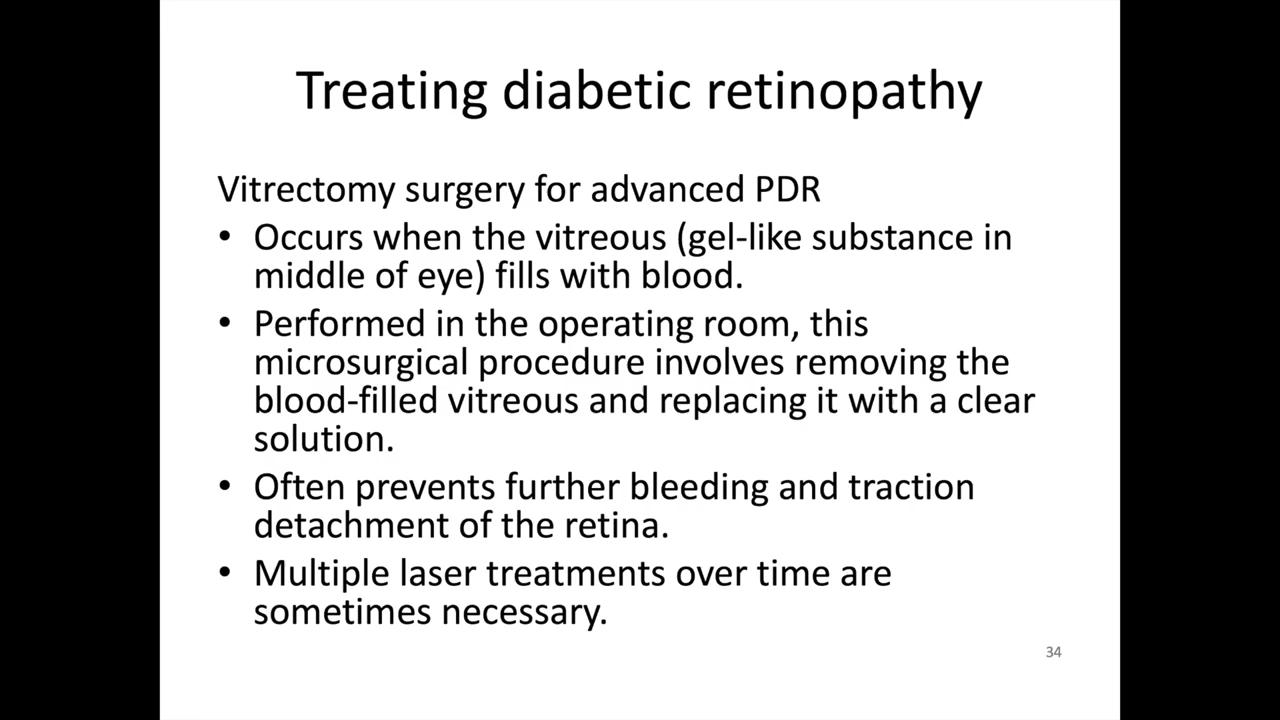 Treating diabetic retinopathy
Vitrectomy surgery for advanced PDR
• Occurs when the vitreous (gel-like substance in
middle of eye) fills with blood.
• Performed in the operating room, this
microsurgical procedure involves removing the
blood-filled vitreous and replacing it with a clear
solution.
• Often prevents further bleeding and traction
detachment of the retina.
• Multiple laser treatments over time are
sometimes necessary.
34